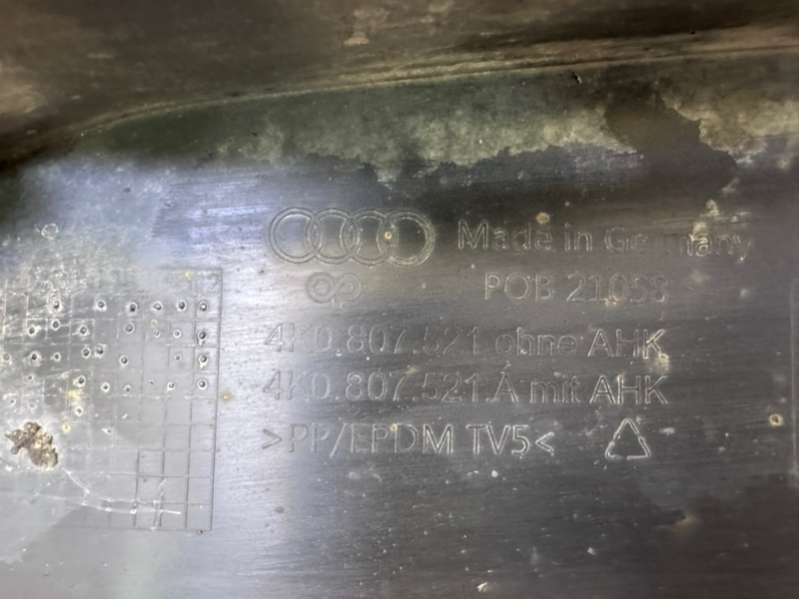 Made in Germany
POB 21058
4K0.807.521 ohne AHK
4K0.807.521.A mit AHK
>PP/EPDM TV5<